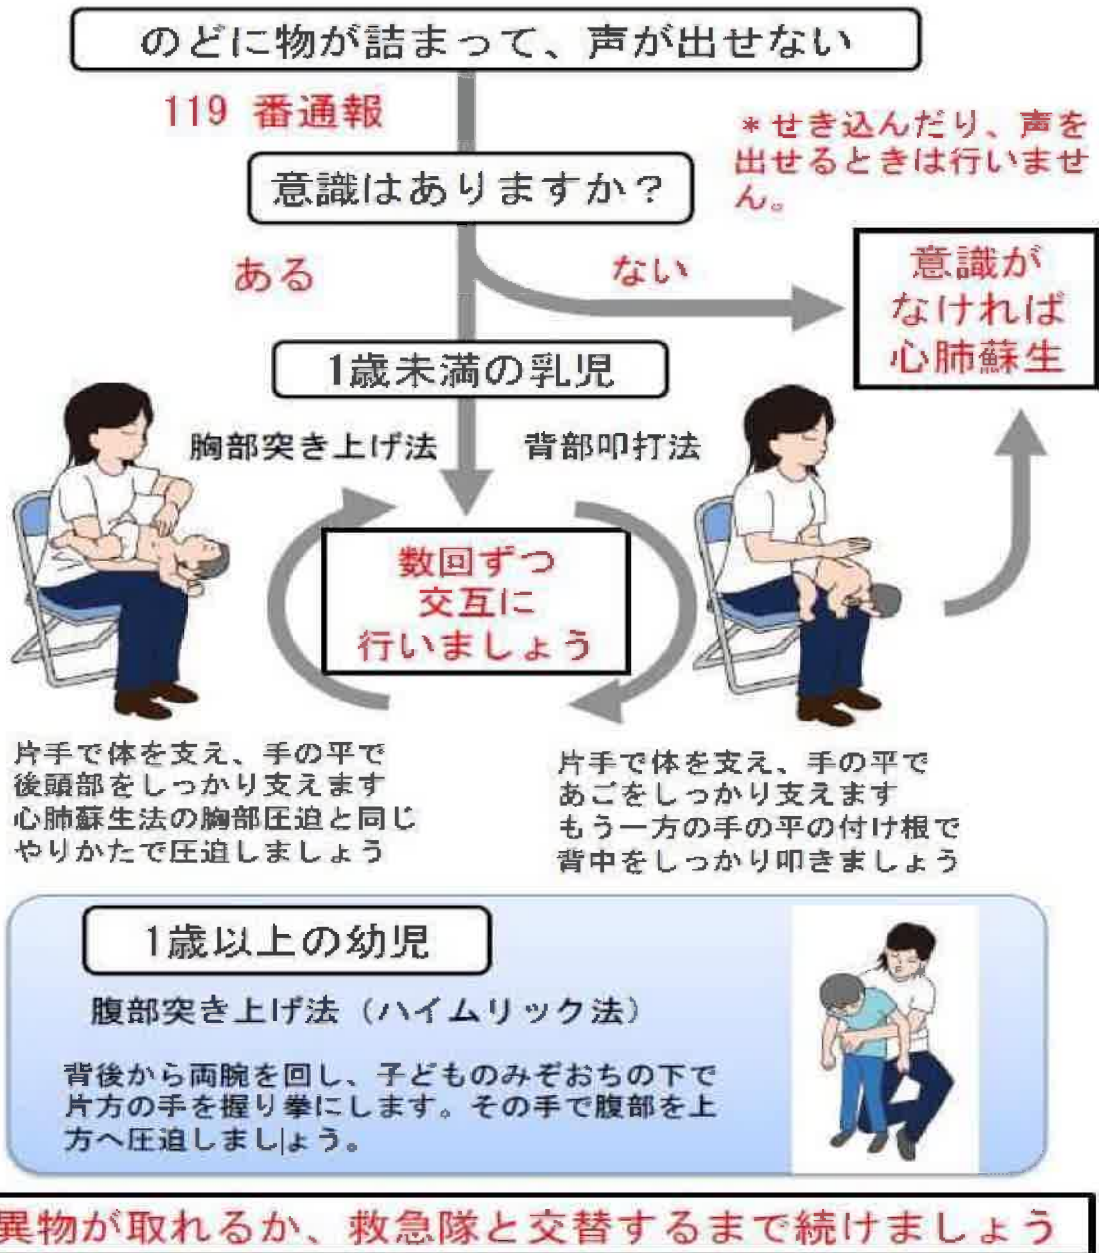 のどに物が詰まって、声が出せない
119 番通報
*せき込んだり、声を
出せるときは行いませ
ん。
意識はありますか？
ある
ない
意識が
なければ
心肺蘇生
1歳未満の乳児
胸部突き上げ法
背部叩打法
数回ずつ
交互に
行いましょう
片手で体を支え、手の平で
後頭部をしっかり支えます
心肺蘇生法の胸部圧迫と同じ
やりかたで圧迫しましょう
片手で体を支え、手の平で
あごをしっかり支えます
もう一方の手の平の付け根で
背中をしっかり叩きましょう
1歳以上の幼児
腹部突き上げ法（ハイムリック法）
背後から両腕を回し、子どものみぞおちの下で
片方の手を握り拳にします。その手で腹部を上
方へ圧迫しましょう。
異物が取れるか、救急隊と交替するまで続けましょう